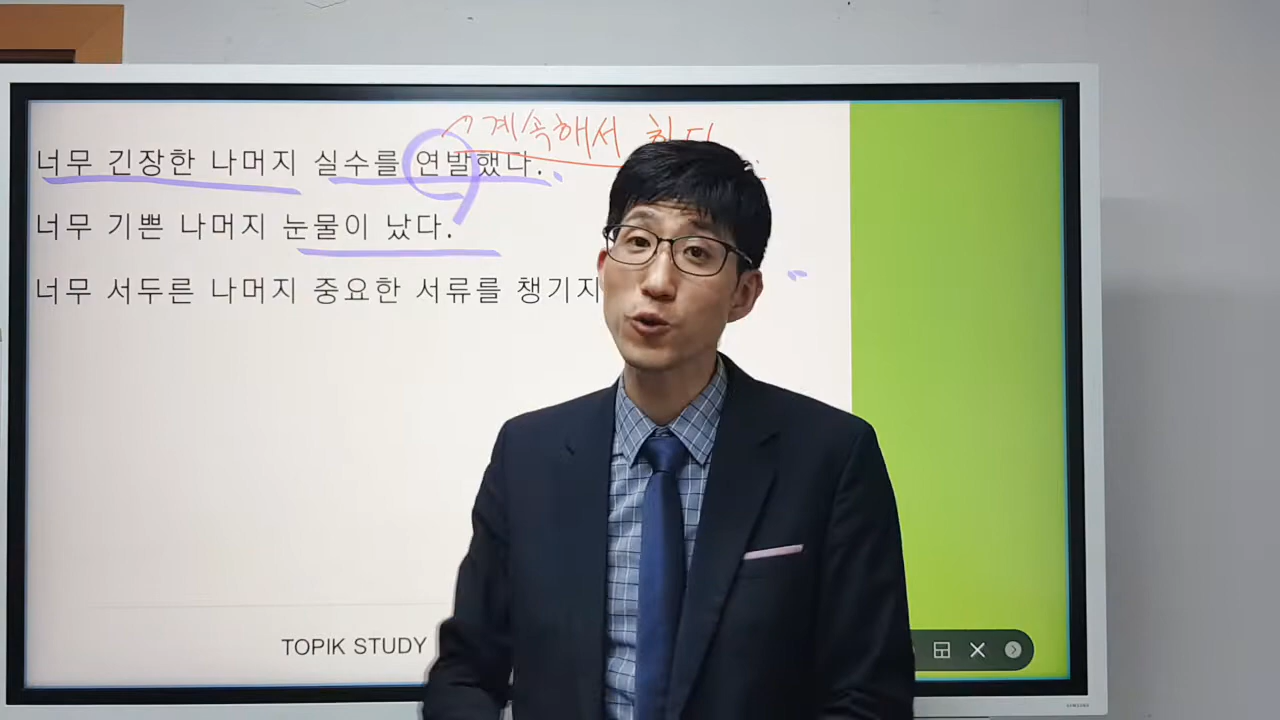 계속해서 하다
너무 긴장한 나머지 실수를 연발했다.
너무 기쁜 나머지 눈물이 났다.
너무 서두른 나머지 중요한 서류를 챙기지
TOPIK STUDY
SAMSUNG